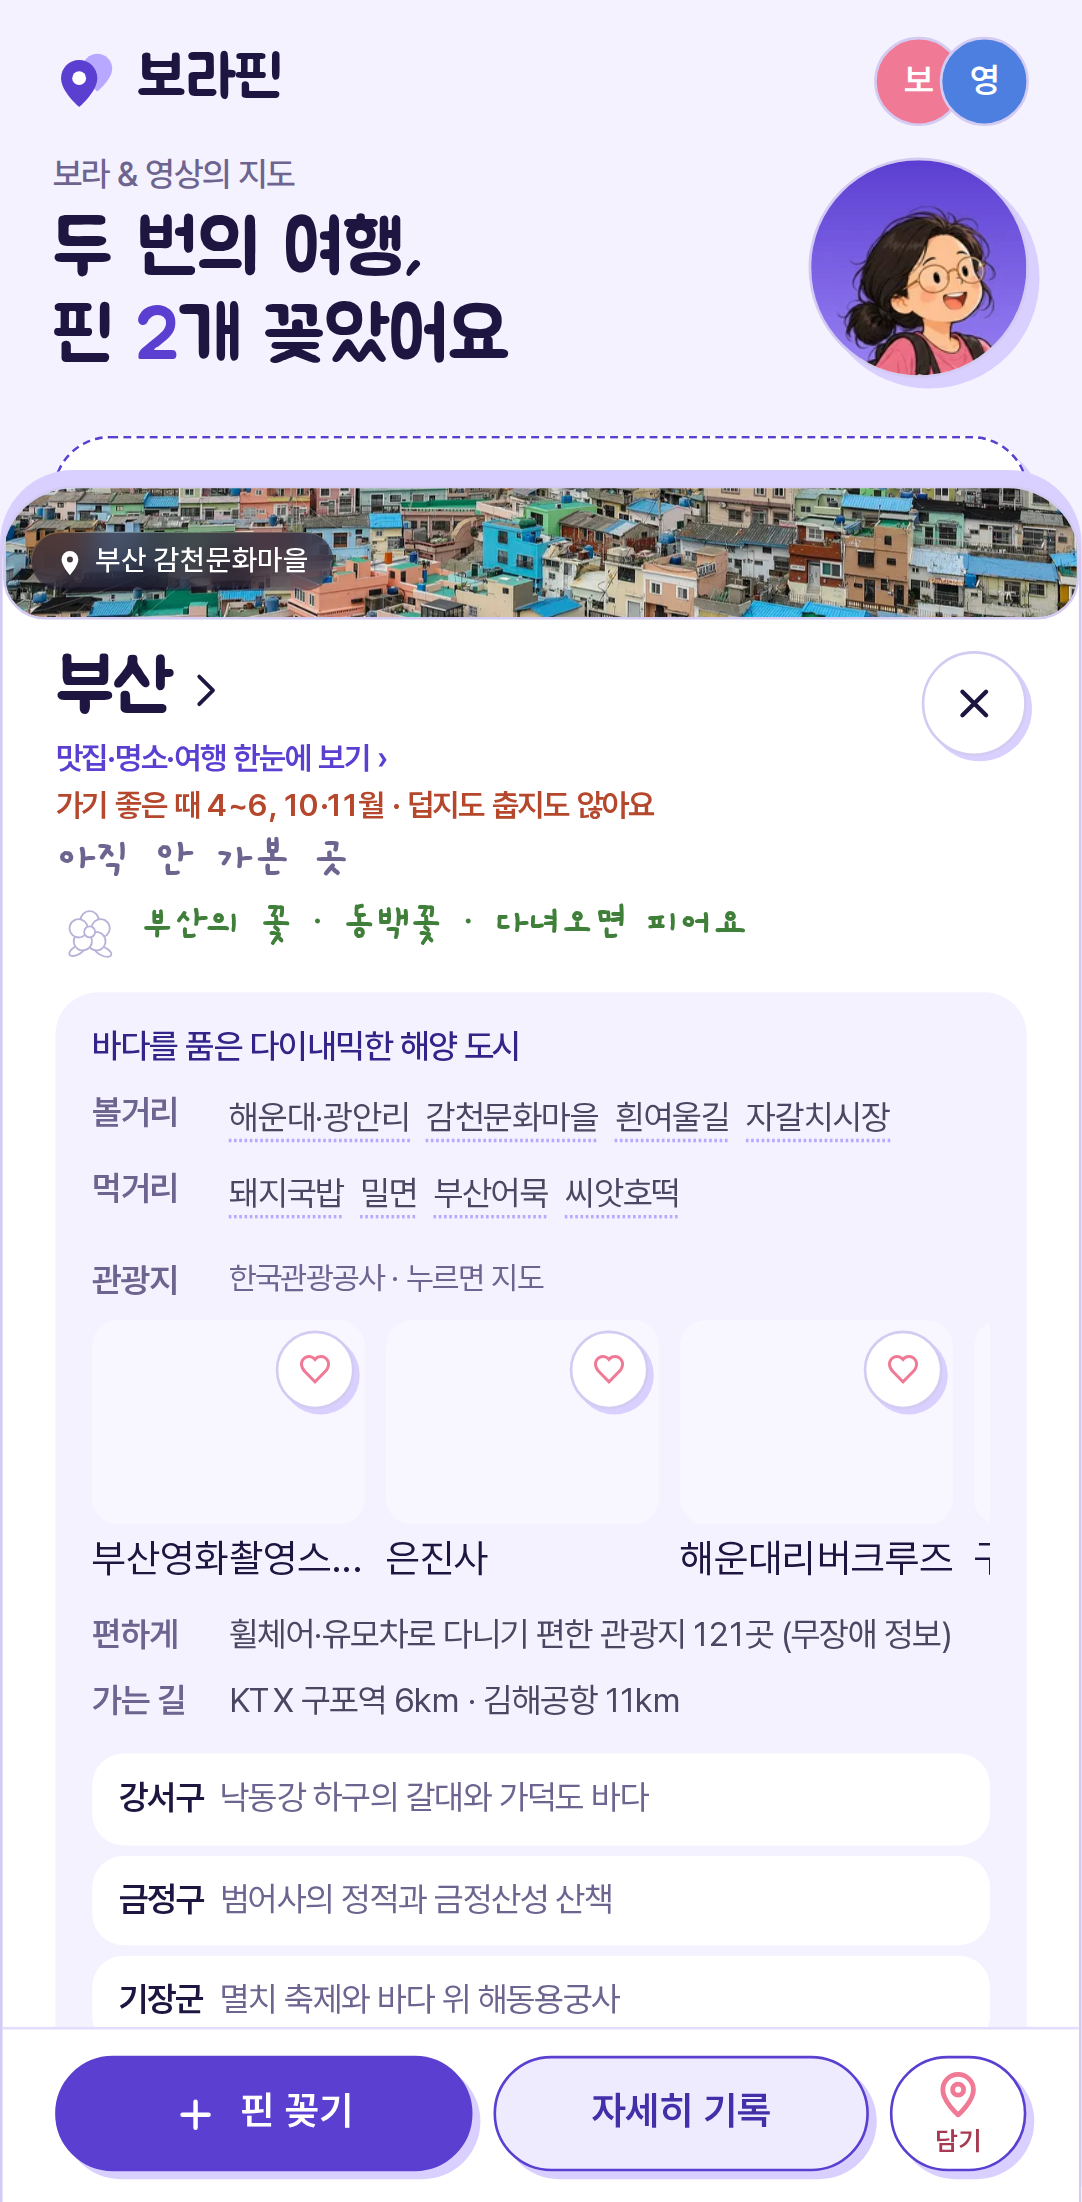 보라핀
보 영
보라 & 영상의 지도
두 번의 여행,
핀 2개 꽂았어요
부산 감천문화마을
부산 >
맛집·명소·여행 한눈에 보기 ›
가기 좋은 때 4~6, 10·11월 · 덥지도 춥지도 않아요
아직 안 가본 곳
부산의 꽃 · 동백꽃 · 다녀오면 피어요
바다를 품은 다이내믹한 해양 도시
볼거리 해운대·광안리 감천문화마을 흰여울길 자갈치시장
먹거리 돼지국밥 밀면 부산어묵 씨앗호떡
관광지 한국관광공사 · 누르면 지도
부산영화촬영스... 은진사 해운대리버크루즈
편하게 휠체어·유모차로 다니기 편한 관광지 121곳 (무장애 정보)
가는 길 KTX 구포역 6km · 김해공항 11km
강서구 낙동강 하구의 갈대와 가덕도 바다
금정구 범어사의 정적과 금정산성 산책
기장군 멸치 축제와 바다 위 해동용궁사
+ 핀 꽂기 자세히 기록 담기